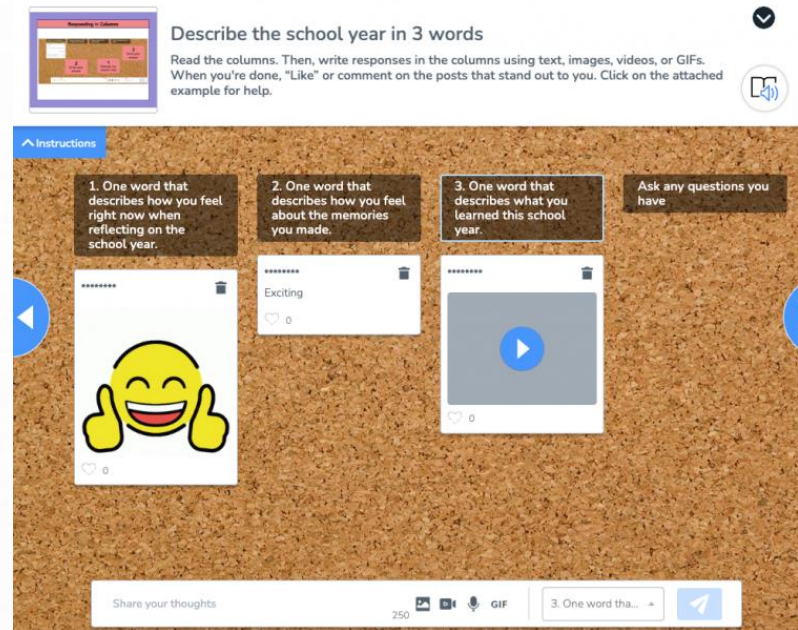 Responding in Columns
Describe the school year in 3 words
Read the columns. Then, write responses in the columns using text, images, videos, or GIFs.
When you're done, "Like" or comment on the posts that stand out to you. Click on the attached
example for help.
Instructions
1. One word that
describes how you feel
right now when
reflecting on the
school year.
2. One word that
describes how you feel
about the memories
you made.
3. One word that
describes what you
learned this school
year.
Ask any questions you
have
********
********
Exciting
0
********
0
0
Share your thoughts
250
GIF
3. One word tha...